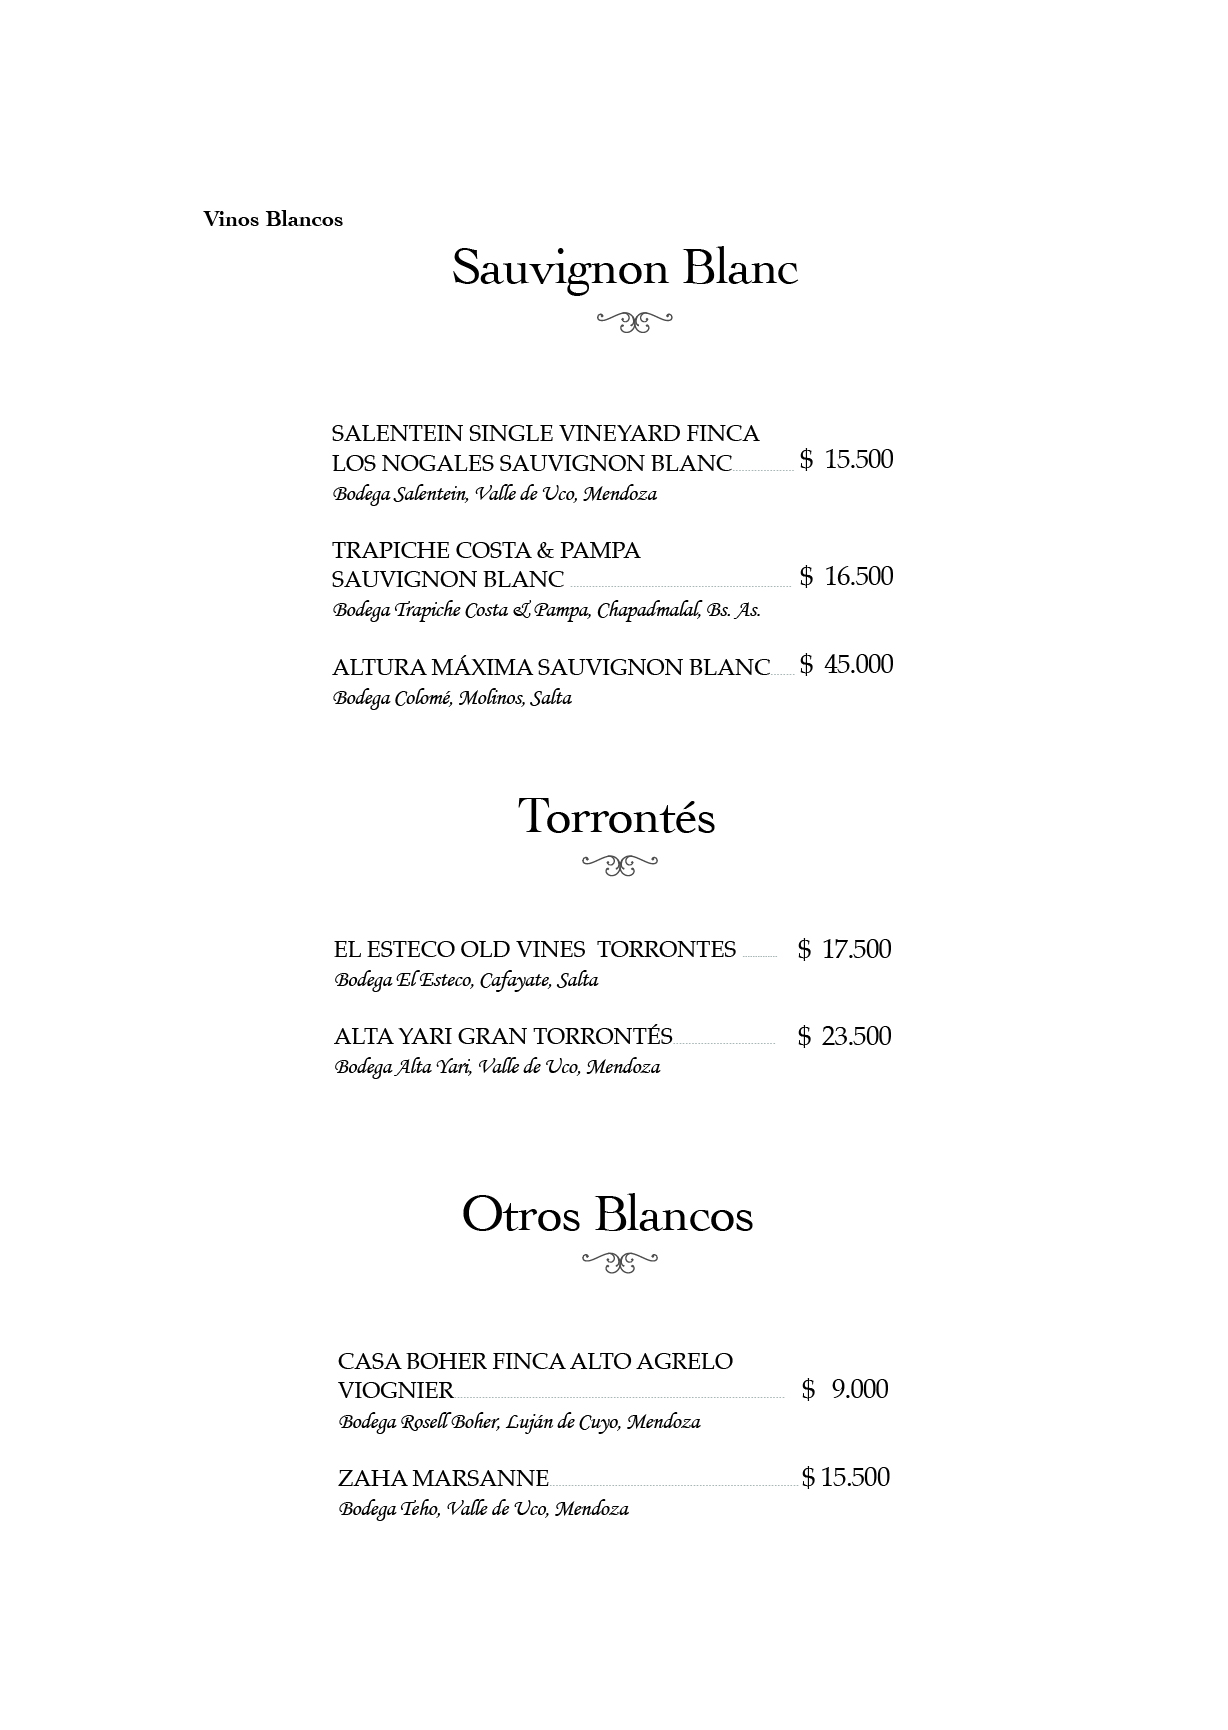 Vinos Blancos
Sauvignon Blanc
SALENTEIN SINGLE VINEYARD FINCA
LOS NOGALES SAUVIGNON BLANC $ 15.500
Bodega Salentein, Valle de Uco, Mendoza
TRAPICHE COSTA & PAMPA
SAUVIGNON BLANC $ 16.500
Bodega Trapiche Costa & Pampa, Chapadmalal, Bs. As.
ALTURA MÁXIMA SAUVIGNON BLANC $ 45.000
Bodega Colomé, Molinos, Salta
Torrontés
EL ESTECO OLD VINES TORRONTES $ 17.500
Bodega El Esteco, Cafayate, Salta
ALTA YARI GRAN TORRONTÉS $ 23.500
Bodega Alta Yari, Valle de Uco, Mendoza
Otros Blancos
CASA BOHER FINCA ALTO AGRELO
VIOGNIER $ 9.000
Bodega Rosell Boher, Luján de Cuyo, Mendoza
ZAHA MARSANNE $ 15.500
Bodega Teho, Valle de Uco, Mendoza